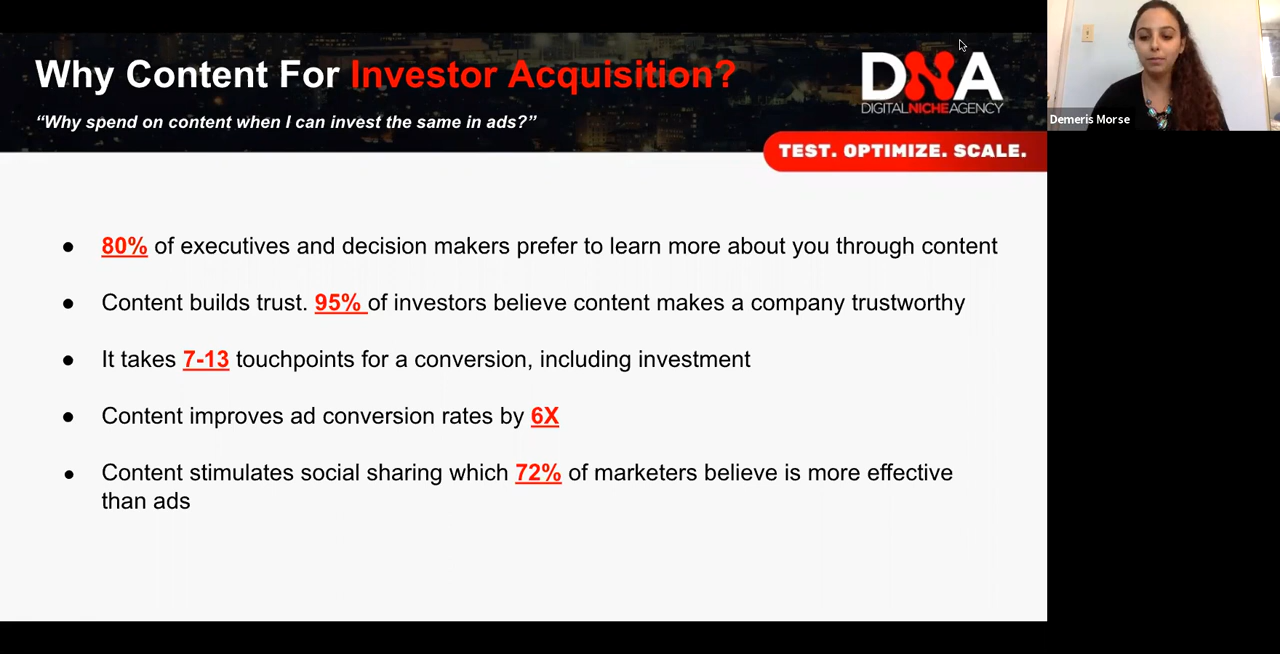 Why Content For Investor Acquisition?
“Why spend on content when I can invest the same in ads?”
DNA
DIGITALNICHEAGENCY
TEST. OPTIMIZE. SCALE.
Demeris Morse
● 80% of executives and decision makers prefer to learn more about you through content
● Content builds trust. 95% of investors believe content makes a company trustworthy
● It takes 7-13 touchpoints for a conversion, including investment
● Content improves ad conversion rates by 6X
● Content stimulates social sharing which 72% of marketers believe is more effective
than ads